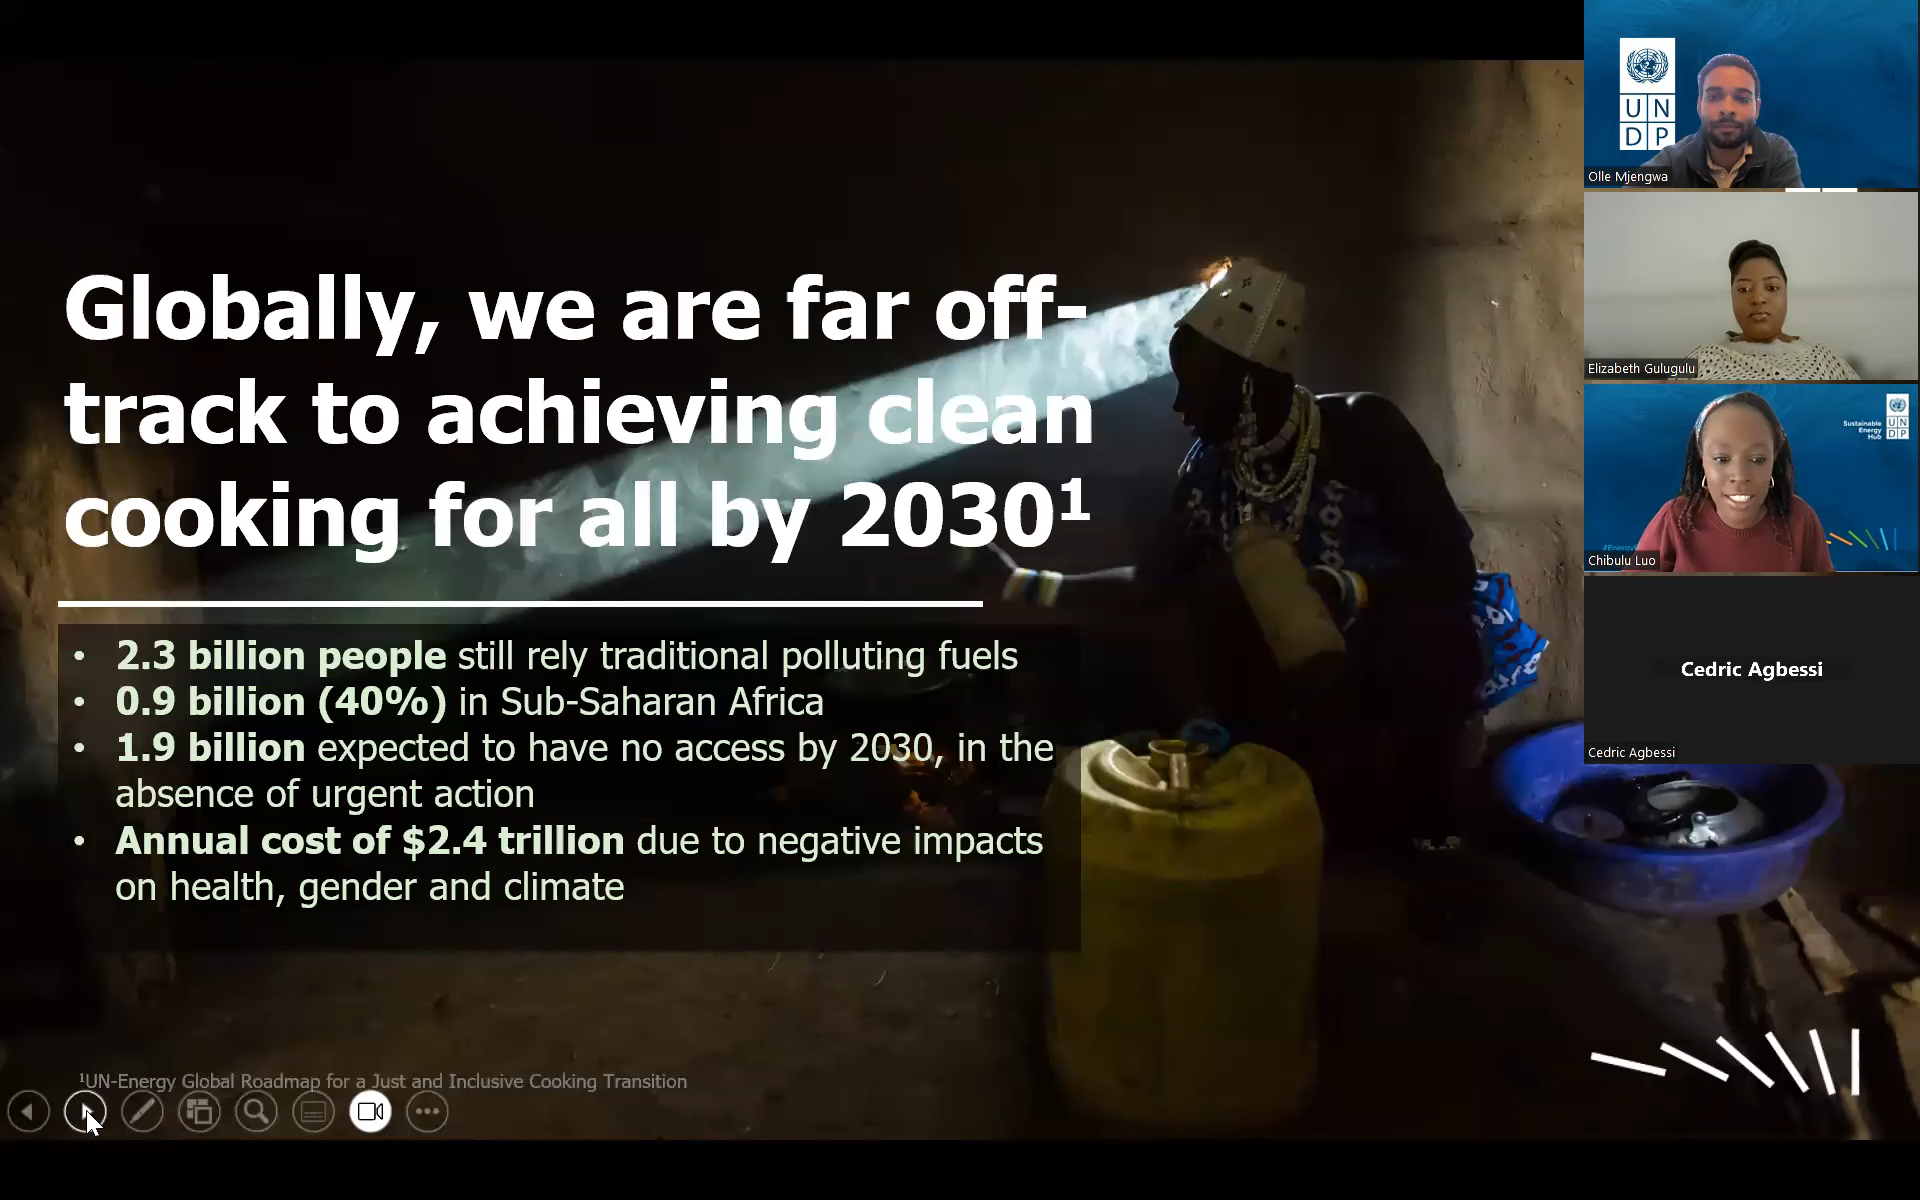 Globally, we are far off-
track to achieving clean
cooking for all by 2030¹
• 2.3 billion people still rely traditional polluting fuels
• 0.9 billion (40%) in Sub-Saharan Africa
• 1.9 billion expected to have no access by 2030, in the
absence of urgent action
• Annual cost of $2.4 trillion due to negative impacts
on health, gender and climate
¹UN-Energy Global Roadmap for a Just and Inclusive Cooking Transition
U N
D P
Olle Mjengwa
Elizabeth Gulugulu
Sustainable
Energy
Hub
U N
D P
Chibulu Luo
Cedric Agbessi
Cedric Agbessi